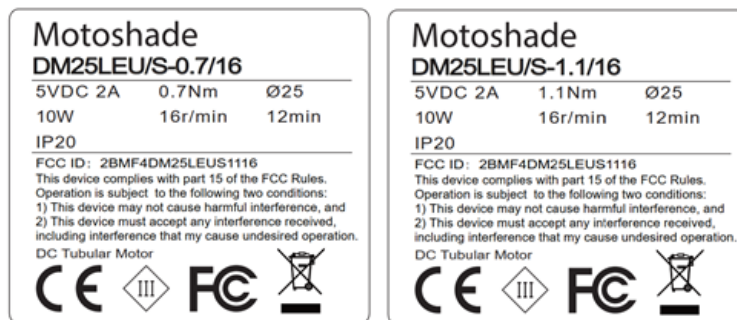 Motoshade
DM25LEU/S-0.7/16
5VDC 2A 0.7Nm Ø25
10W 16r/min 12min
IP20
FCC ID: 2BMF4DM25LEUS1116
This device complies with part 15 of the FCC Rules.
Operation is subject to the following two conditions:
1) This device may not cause harmful interference, and
2) This device must accept any interference received,
including interference that my cause undesired operation.
DC Tubular Motor
CE III FC
Motoshade
DM25LEU/S-1.1/16
5VDC 2A 1.1Nm Ø25
10W 16r/min 12min
IP20
FCC ID: 2BMF4DM25LEUS1116
This device complies with part 15 of the FCC Rules.
Operation is subject to the following two conditions:
1) This device may not cause harmful interference, and
2) This device must accept any interference received,
including interference that my cause undesired operation.
DC Tubular Motor
CE III FC